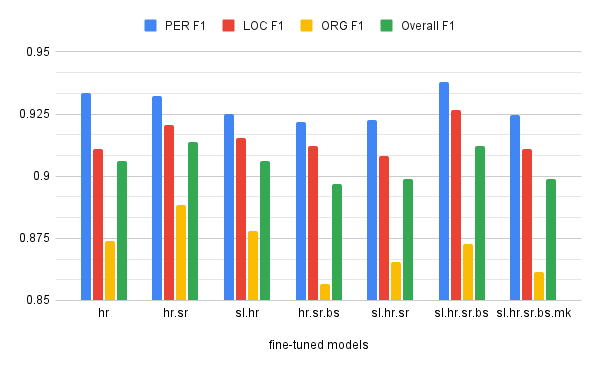 PER F1 LOC F1 ORG F1 Overall F1
0.95
0.925
0.9
0.875
0.85
hr hr.sr sl.hr hr.sr.bs sl.hr.sr sl.hr.sr.bs sl.hr.sr.bs.mk
fine-tuned models